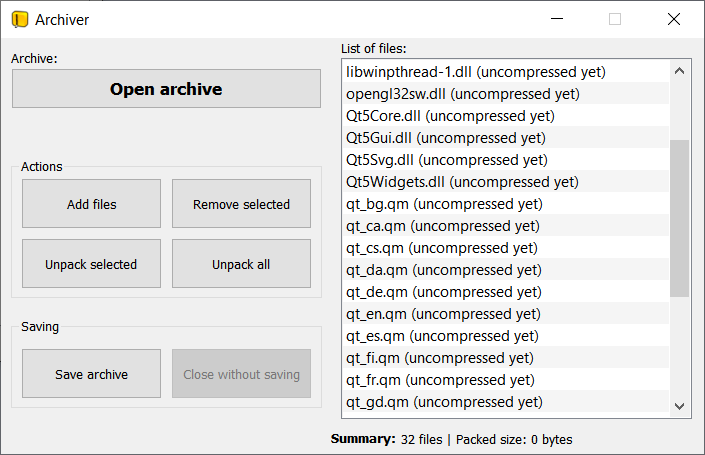 Archiver
Archive:
Open archive
Actions
Add files
Remove selected
Unpack selected
Unpack all
Saving
Save archive
Close without saving
List of files:
libwinpthread-1.dll (uncompressed yet)
opengl32sw.dll (uncompressed yet)
Qt5Core.dll (uncompressed yet)
Qt5Gui.dll (uncompressed yet)
Qt5Svg.dll (uncompressed yet)
Qt5Widgets.dll (uncompressed yet)
qt_bg.qm (uncompressed yet)
qt_ca.qm (uncompressed yet)
qt_cs.qm (uncompressed yet)
qt_da.qm (uncompressed yet)
qt_de.qm (uncompressed yet)
qt_en.qm (uncompressed yet)
qt_es.qm (uncompressed yet)
qt_fi.qm (uncompressed yet)
qt_fr.qm (uncompressed yet)
qt_gd.qm (uncompressed yet)
Summary: 32 files | Packed size: 0 bytes